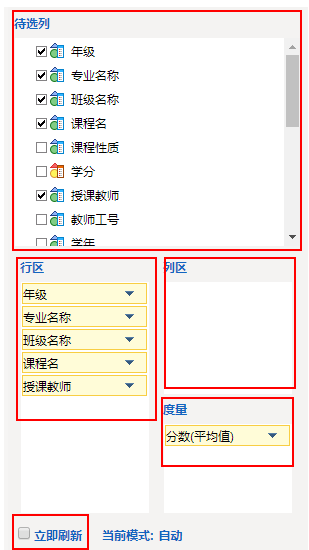 待选列
年级
专业名称
班级名称
课程名
课程性质
学分
授课教师
教师工号
学年
行区
年级
专业名称
班级名称
课程名
授课教师
列区
度量
分数(平均值)
立即刷新 当前模式: 自动